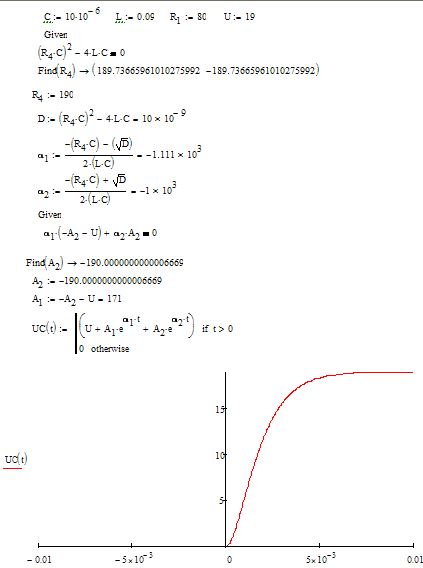 C := 10·10^-6 L := 0.09 R1 := 80 U := 19
Given
(R4·C)^2 − 4·L·C = 0
Find(R4) → (189.73665961010275992 −189.73665961010275992)
R4 := 190
D := (R4·C)^2 − 4·L·C = 10 × 10^-9
α1 := (−(R4·C) − (√D)) / (2·(L·C)) = −1.111 × 10^3
α2 := (−(R4·C) + √D) / (2·(L·C)) = −1 × 10^3
Given
α1·(−A2 − U) + α2·A2 = 0
Find(A2) → −190.0000000000006669
A2 := −190.0000000000006669
A1 := −A2 − U = 171
UC(t) := | (U + A1·e^(α1·t) + A2·e^(α2·t)) if t > 0
0 otherwise
15
10
UC(t)
5
− 0.01 − 5×10^-3 0 5×10^-3 0.01